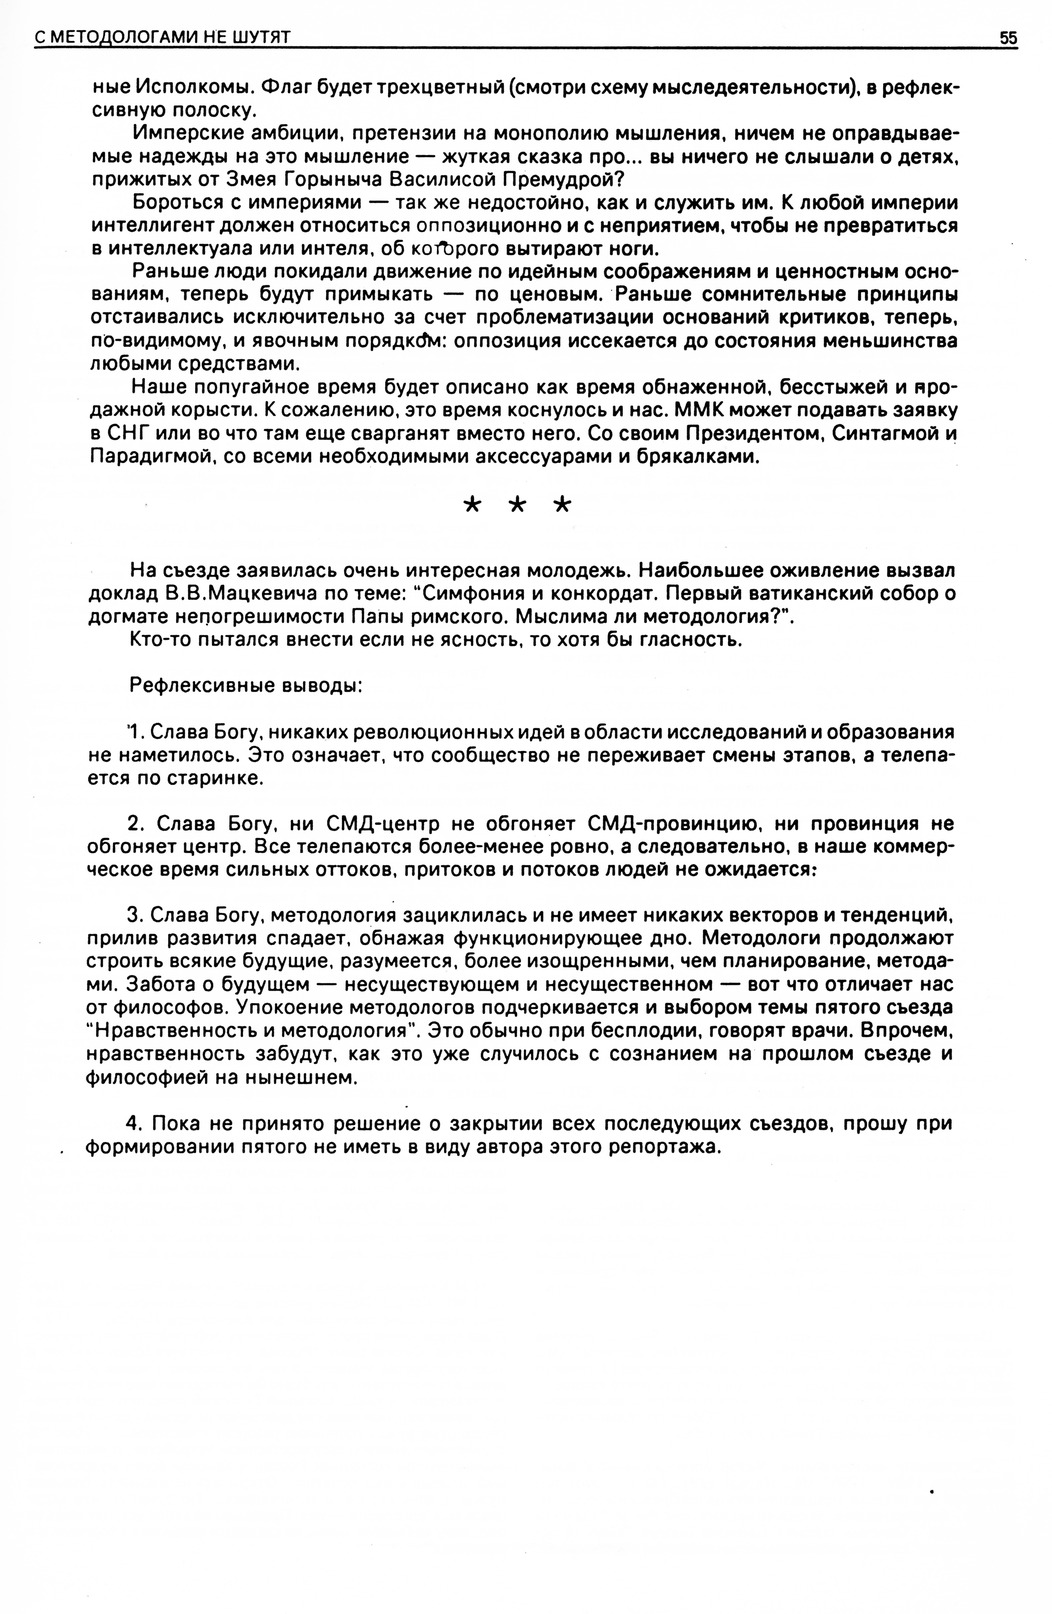 С МЕТОДОЛОГАМИ НЕ ШУТЯТ 55
ные Исполкомы. Флаг будет трехцветный (смотри схему мыследеятельности), в рефлек-
сивную полоску.
Имперские амбиции, претензии на монополию мышления, ничем не оправдывае-
мые надежды на это мышление — жуткая сказка про... вы ничего не слышали о детях,
прижитых от Змея Горыныча Василисой Премудрой?
Бороться с империями — так же недостойно, как и служить им. К любой империи
интеллигент должен относиться оппозиционно и с неприятием, чтобы не превратиться
в интеллектуала или интеля, об которого вытирают ноги.
Раньше люди покидали движение по идейным соображениям и ценностным осно-
ваниям, теперь будут примыкать — по ценовым. Раньше сомнительные принципы
отстаивались исключительно за счет проблематизации оснований критиков, теперь,
по-видимому, и явочным порядком: оппозиция иссекается до состояния меньшинства
любыми средствами.
Наше попугайное время будет описано как время обнаженной, бесстыжей и про-
дажной корысти. К сожалению, это время коснулось и нас. ММК может подавать заявку
в СНГ или во что там еще сварганят вместо него. Со своим Президентом, Синтагмой и
Парадигмой, со всеми необходимыми аксессуарами и брякалками.
* * *
На съезде заявилась очень интересная молодежь. Наибольшее оживление вызвал
доклад В.В.Мацкевича по теме: "Симфония и конкордат. Первый ватиканский собор о
догмате непогрешимости Папы римского. Мыслима ли методология?".
Кто-то пытался внести если не ясность, то хотя бы гласность.
Рефлексивные выводы:
1. Слава Богу, никаких революционных идей в области исследований и образования
не наметилось. Это означает, что сообщество не переживает смены этапов, а телепа-
ется по старинке.
2. Слава Богу, ни СМД-центр не обгоняет СМД-провинцию, ни провинция не
обгоняет центр. Все телепаются более-менее ровно, а следовательно, в наше коммер-
ческое время сильных оттоков, притоков и потоков людей не ожидается:
3. Слава Богу, методология зациклилась и не имеет никаких векторов и тенденций,
прилив развития спадает, обнажая функционирующее дно. Методологи продолжают
строить всякие будущие, разумеется, более изощренными, чем планирование, метода-
ми. Забота о будущем — несуществующем и несущественном — вот что отличает нас
от философов. Упокоение методологов подчеркивается и выбором темы пятого съезда
"Нравственность и методология". Это обычно при бесплодии, говорят врачи. Впрочем,
нравственность забудут, как это уже случилось с сознанием на прошлом съезде и
философией на нынешнем.
4. Пока не принято решение о закрытии всех последующих съездов, прошу при
формировании пятого не иметь в виду автора этого репортажа.